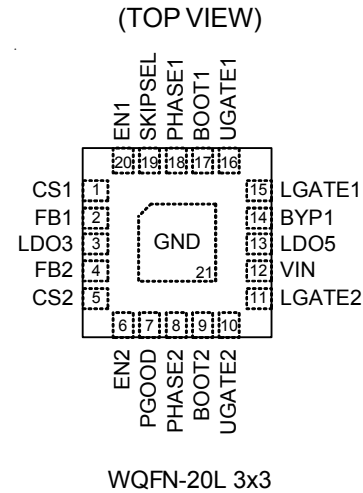 (TOP VIEW)
EN1
SKIPSEL
PHASE1
BOOT1
UGATE1
20 19 18 17 16
CS1 1
FB1 2
LDO3 3
FB2 4
CS2 5
GND
21
15 LGATE1
14 BYP1
13 LDO5
12 VIN
11 LGATE2
6 7 8 9 10
EN2
PGOOD
PHASE2
BOOT2
UGATE2
WQFN-20L 3x3